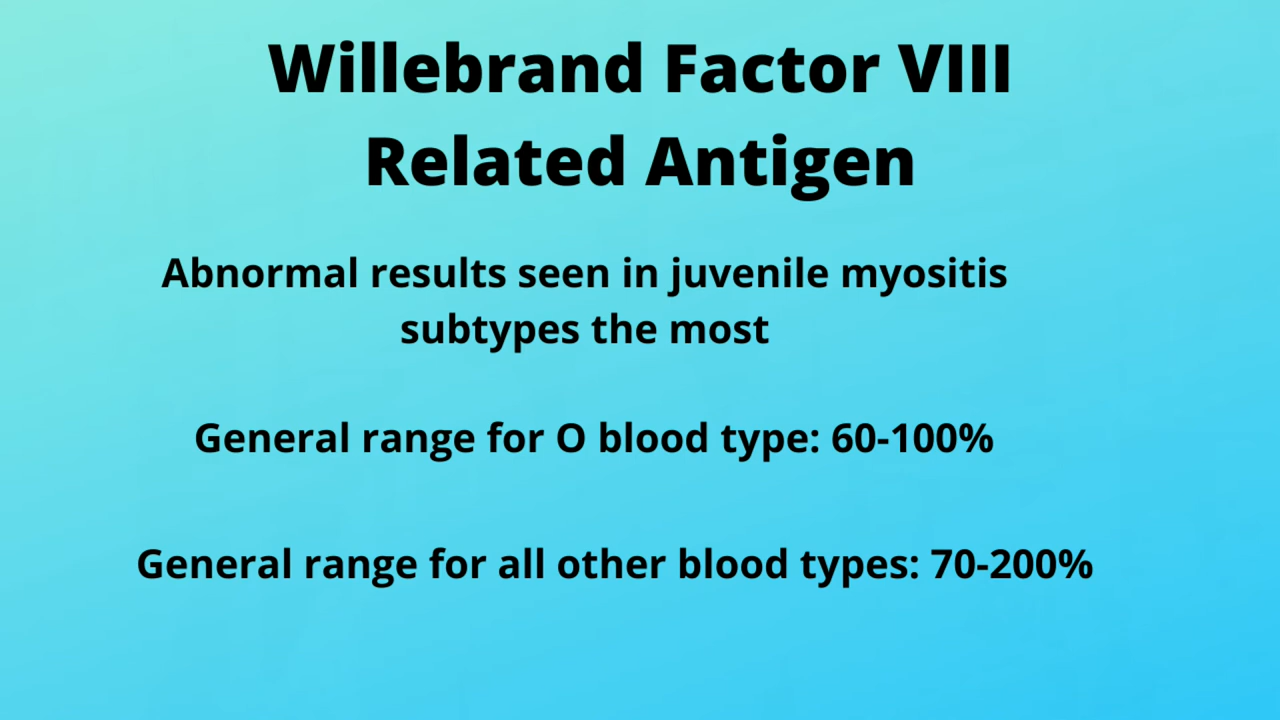 Willebrand Factor VIII
Related Antigen
Abnormal results seen in juvenile myositis
subtypes the most
General range for O blood type: 60-100%
General range for all other blood types: 70-200%